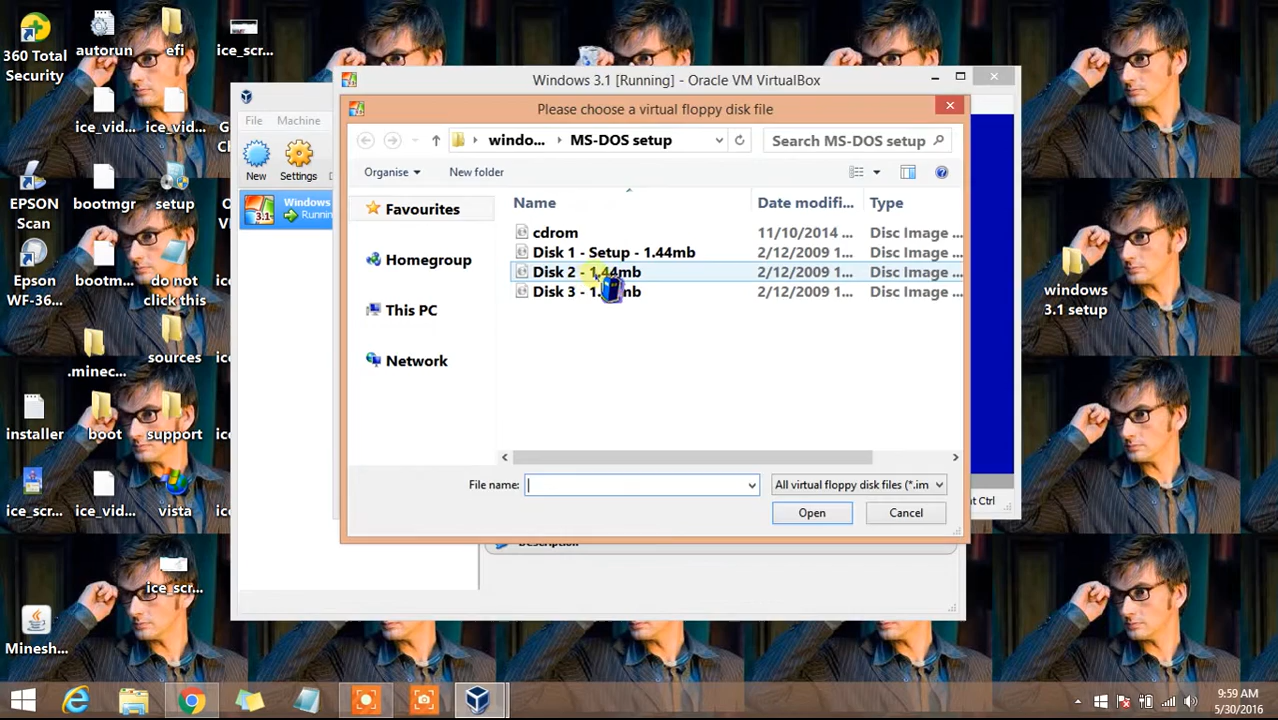 360 Total
Security
autorun
efi
ice_scr...
ice_vid...
ice_vid...
EPSON
Scan
bootmgr
setup
Epson
WF-36...
bootm...
do not
click this
.minec...
sources
installer
boot
support
ice_scr...
ice_vid...
vista
ice_scr...
Minesh...
windows
3.1 setup
File
Machine
New
Settings
Windows
Running
3.1
Windows 3.1 [Running] - Oracle VM VirtualBox
Please choose a virtual floppy disk file
windo...
MS-DOS setup
Search MS-DOS setup
Organise
New folder
Favourites
Homegroup
This PC
Network
Name
Date modifi...
Type
cdrom
11/10/2014 ...
Disc Image ...
Disk 1 - Setup - 1.44mb
2/12/2009 1...
Disc Image ...
Disk 2 - 1.44mb
2/12/2009 1...
Disc Image ...
Disk 3 - 1. mb
2/12/2009 1...
Disc Image ...
File name:
All virtual floppy disk files (*.im
Open
Cancel
t Ctrl
Description
9:59 AM
5/30/2016